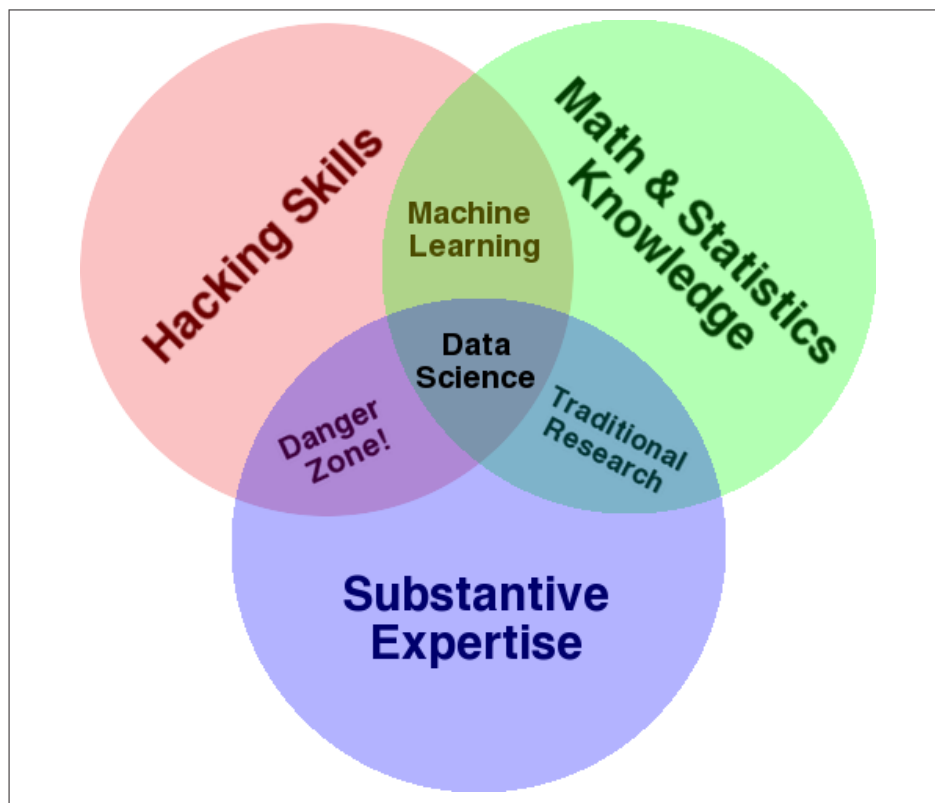 Hacking Skills
Math & Statistics
Knowledge
Machine
Learning
Data
Science
Danger
Zone!
Traditional
Research
Substantive
Expertise